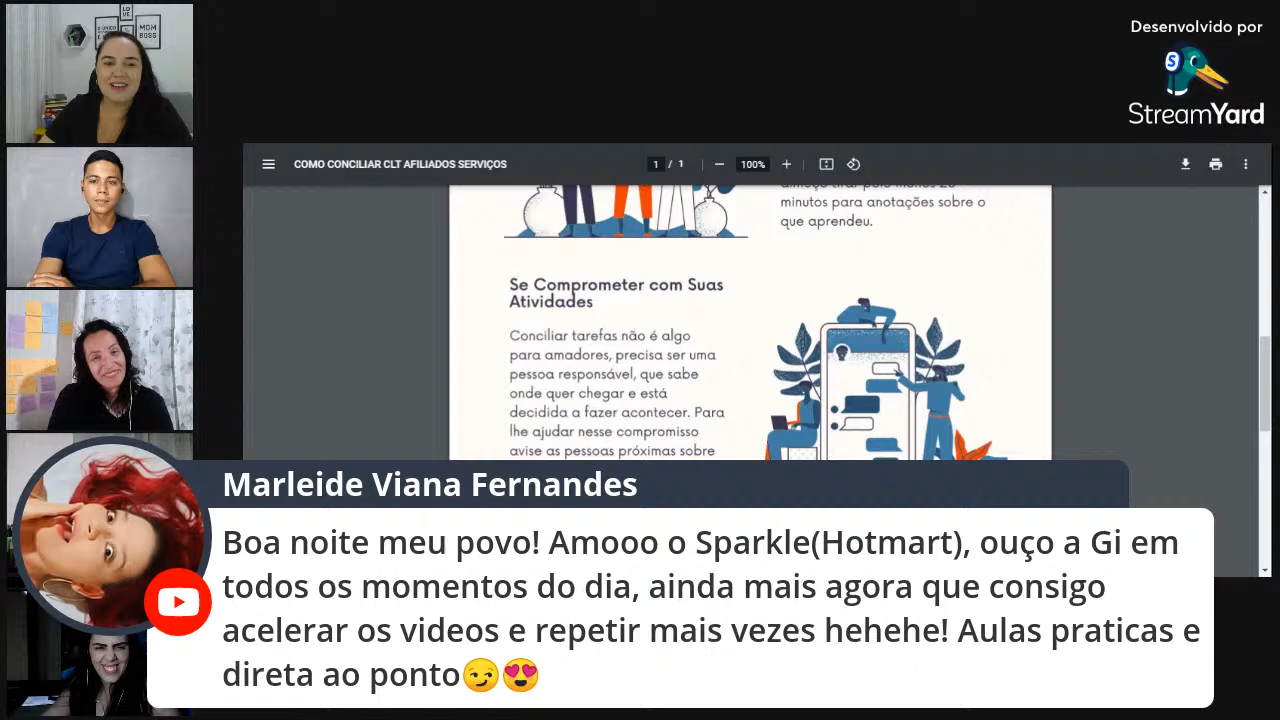 LOVE
MOM
BOSS
Desenvolvido por
StreamYard
COMO CONCILIAR CLT AFILIADOS SERVIÇOS
1 / 1
100%
minutos para anotações sobre o
que aprendeu.
Se Comprometer com Suas
Atividades
Conciliar tarefas não é algo
para amadores, precisa ser uma
pessoa responsável, que sabe
onde quer chegar e está
decidida a fazer acontecer. Para
lhe ajudar nesse compromisso
avise as pessoas próximas sobre
Marleide Viana Fernandes
Boa noite meu povo! Amooo o Sparkle(Hotmart), ouço a Gi em
todos os momentos do dia, ainda mais agora que consigo
acelerar os videos e repetir mais vezes hehehe! Aulas praticas e
direta ao ponto😏😍